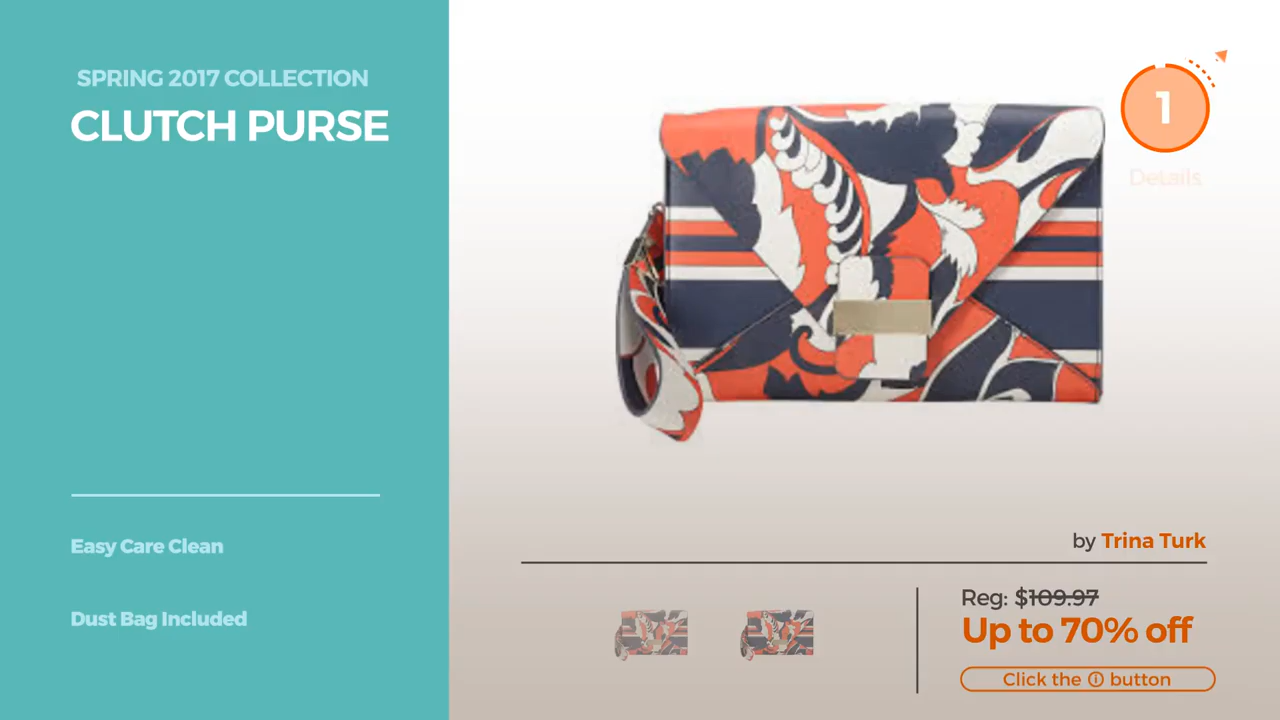 SPRING 2017 COLLECTION
CLUTCH PURSE
Easy Care Clean
Dust Bag Included
1
Details
by Trina Turk
Reg: $109.97
Up to 70% off
Click the ⓘ button